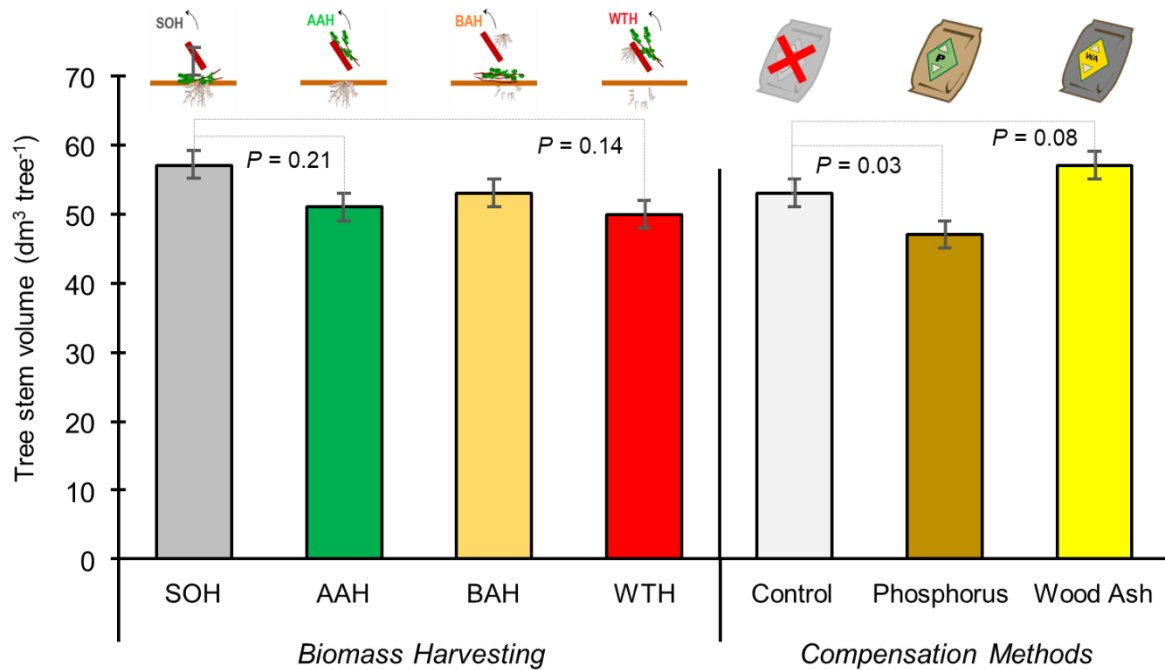 SOH
AAH
BAH
WTH
P
WA
Tree stem volume (dm³ tree⁻¹)
70
60
50
40
30
20
10
0
P = 0.21
P = 0.14
P = 0.03
P = 0.08
SOH AAH BAH WTH Control Phosphorus Wood Ash
Biomass Harvesting Compensation Methods